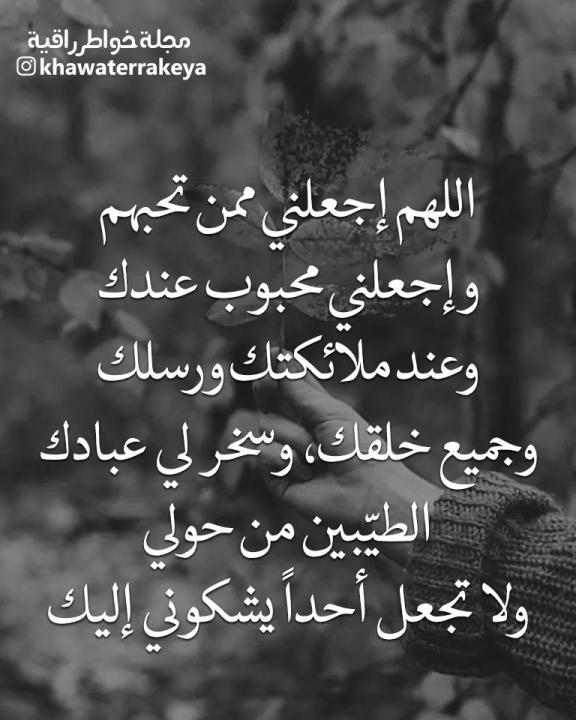 مجلة خواطر راقية
khawaterrakeya
اللهم إجعلني ممن تحبهم
وإجعلني محبوب عندك
وعند ملائكتك ورسلك
وجميع خلقك، وسخر لي عبادك
الطيّبين من حولي
ولا تجعل أحداً يشكوني إليك